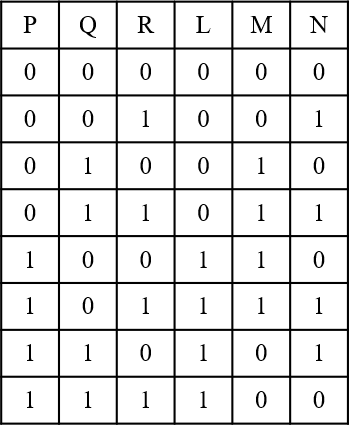 P Q R L M N
0 0 0 0 0 0
0 0 1 0 0 1
0 1 0 0 1 0
0 1 1 0 1 1
1 0 0 1 1 0
1 0 1 1 1 1
1 1 0 1 0 1
1 1 1 1 0 0